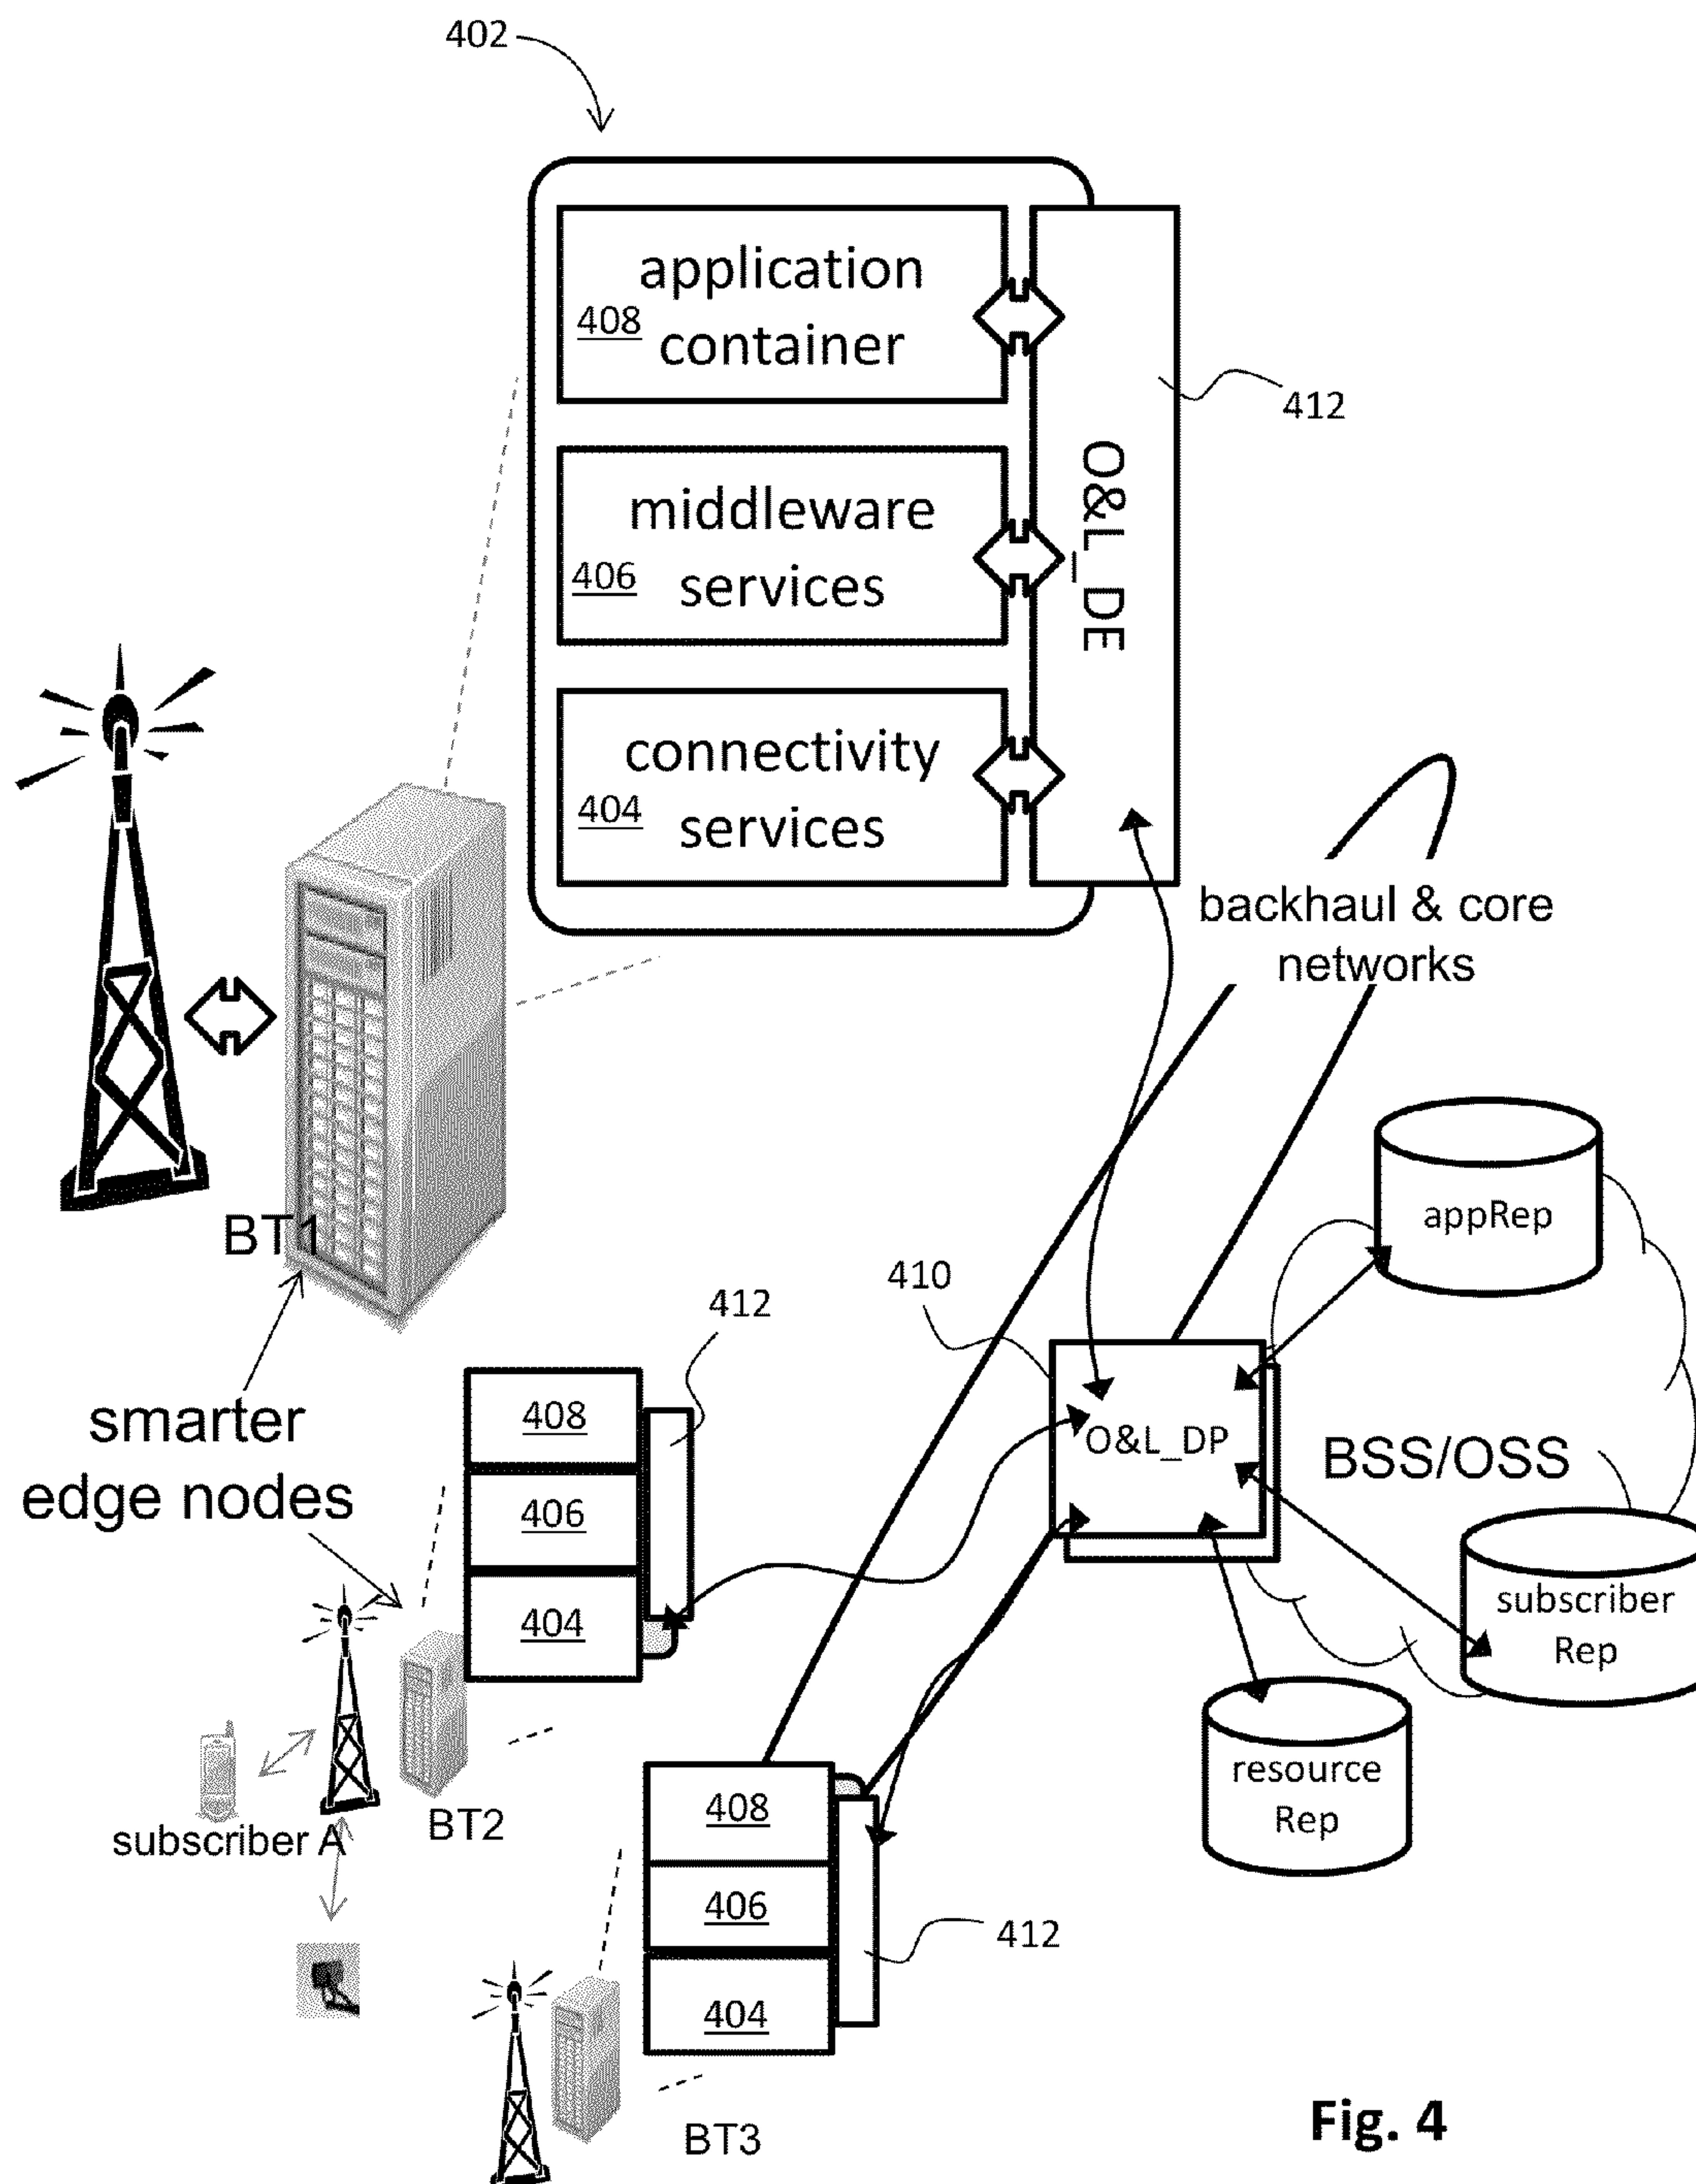 402
application
408
container
412
O&L_DE
middleware
406
services
connectivity
404
services
backhaul & core
networks
BT1
appRep
410
412
smarter
edge nodes
408
406
404
O&L_DP
BSS/OSS
subscriber
Rep
resource
Rep
subscriber A
BT2
408
406
404
412
BT3
Fig. 4